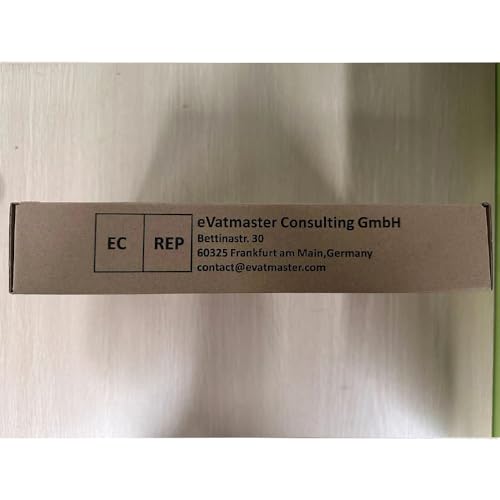 EC REP
eVatmaster Consulting GmbH
Bettinastr. 30
60325 Frankfurt am Main,Germany
contact@evatmaster.com